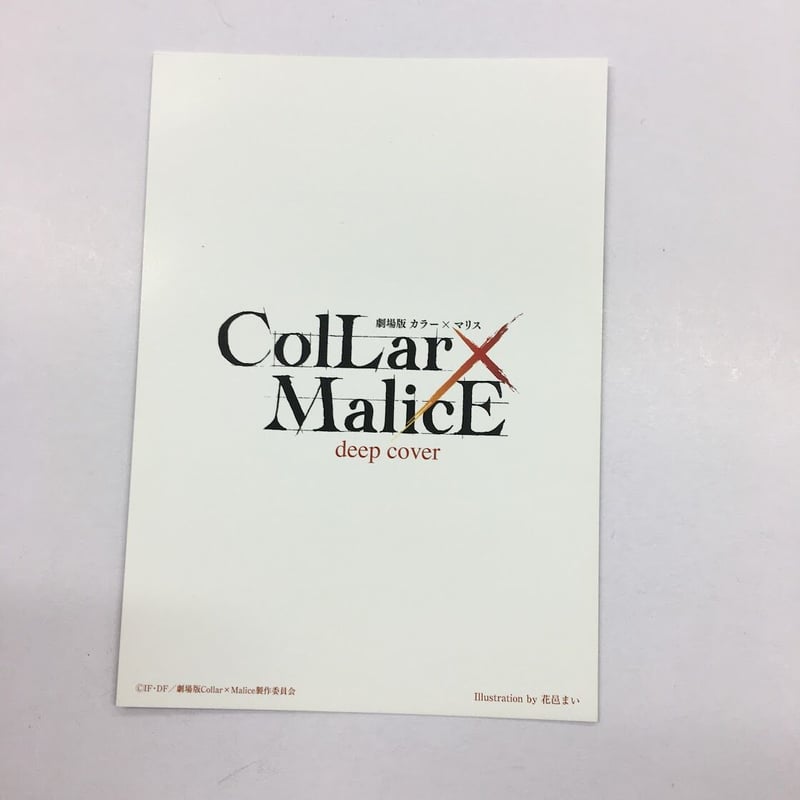 劇場版 カラー×マリス
ColLar×
MalicE
deep cover
©IF・DF／劇場版Collar×Malice製作委員会
Illustration by 花邑まい